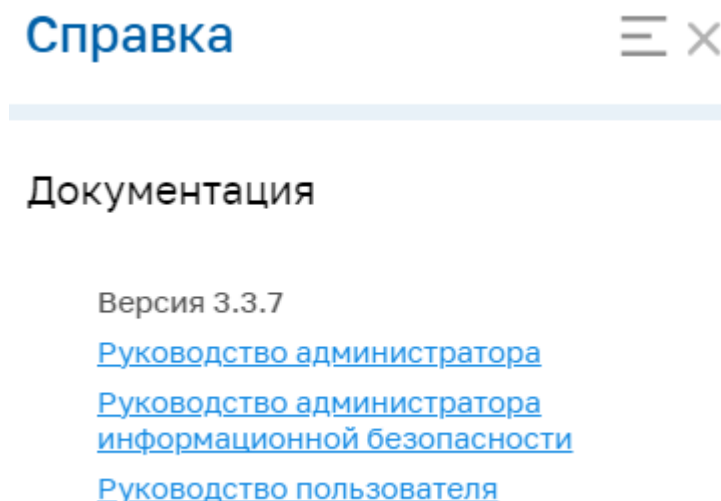 Справка
Документация
Версия 3.3.7
Руководство администратора
Руководство администратора
информационной безопасности
Руководство пользователя